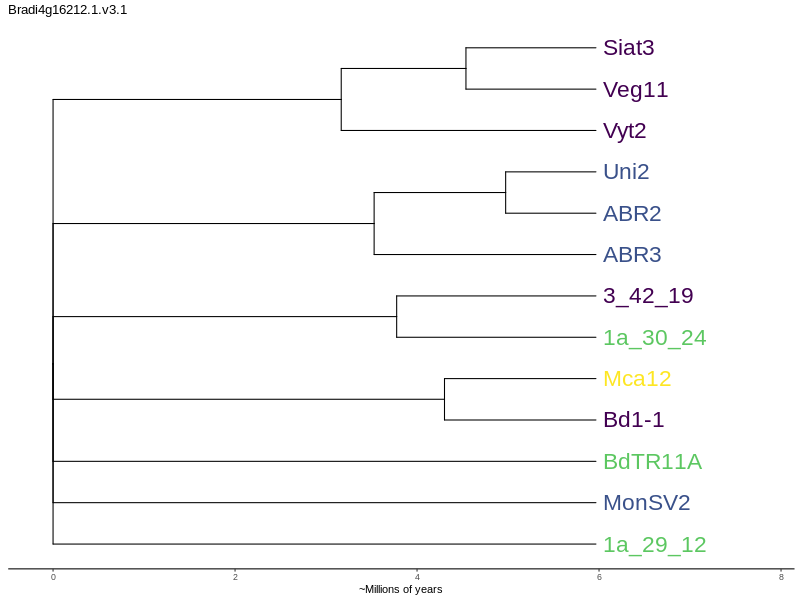 Bradi4g16212.1.v3.1
Siat3
Veg11
Vyt2
Uni2
ABR2
ABR3
3_42_19
1a_30_24
Mca12
Bd1-1
BdTR11A
MonSV2
1a_29_12
0 2 4 6 8
~Millions of years